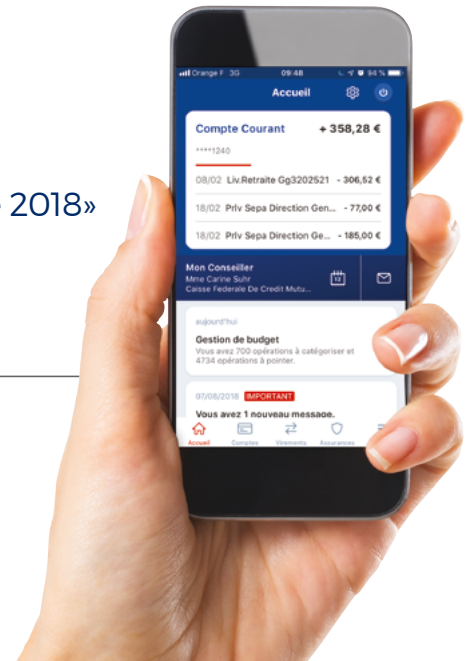 Orange F 3G 09:48 94 %
Accueil
Compte Courant + 358,28 €
****1240
08/02 Liv.Retraite Gg3202521 - 306,52 €
18/02 Prlv Sepa Direction Gen... - 77,00 €
18/02 Prlv Sepa Direction Ge... - 185,00 €
2018»
Mon Conseiller
Mme Carine Suhr
Caisse Federale De Credit Mutu...
13
aujourd'hui
Gestion de budget
Vous avez 700 opérations à catégoriser et
4734 opérations à pointer.
07/08/2018 IMPORTANT
Vous avez 1 nouveau message.
Accueil Comptes Virements Assurances